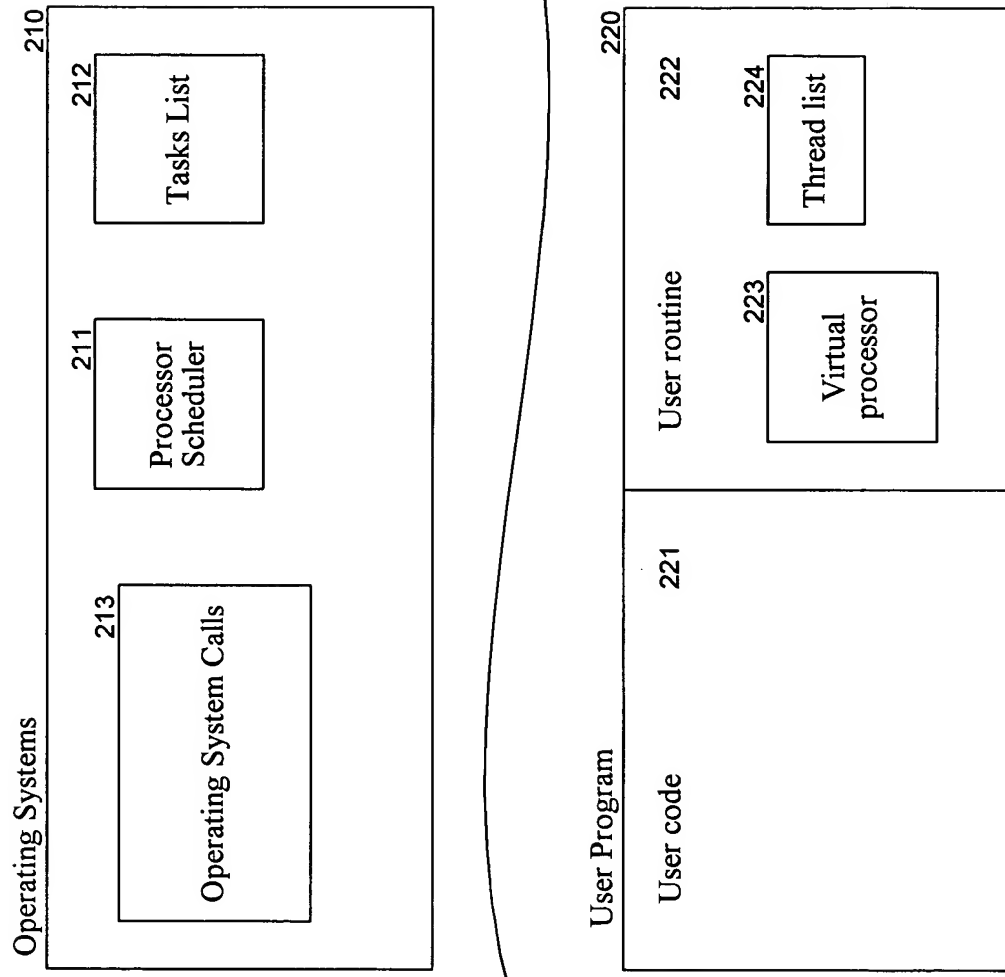 Operating Systems
210
213
Operating System Calls
211
Processor
Scheduler
212
Tasks List
User Program
220
User code
221
User routine
222
223
Virtual
processor
224
Thread list